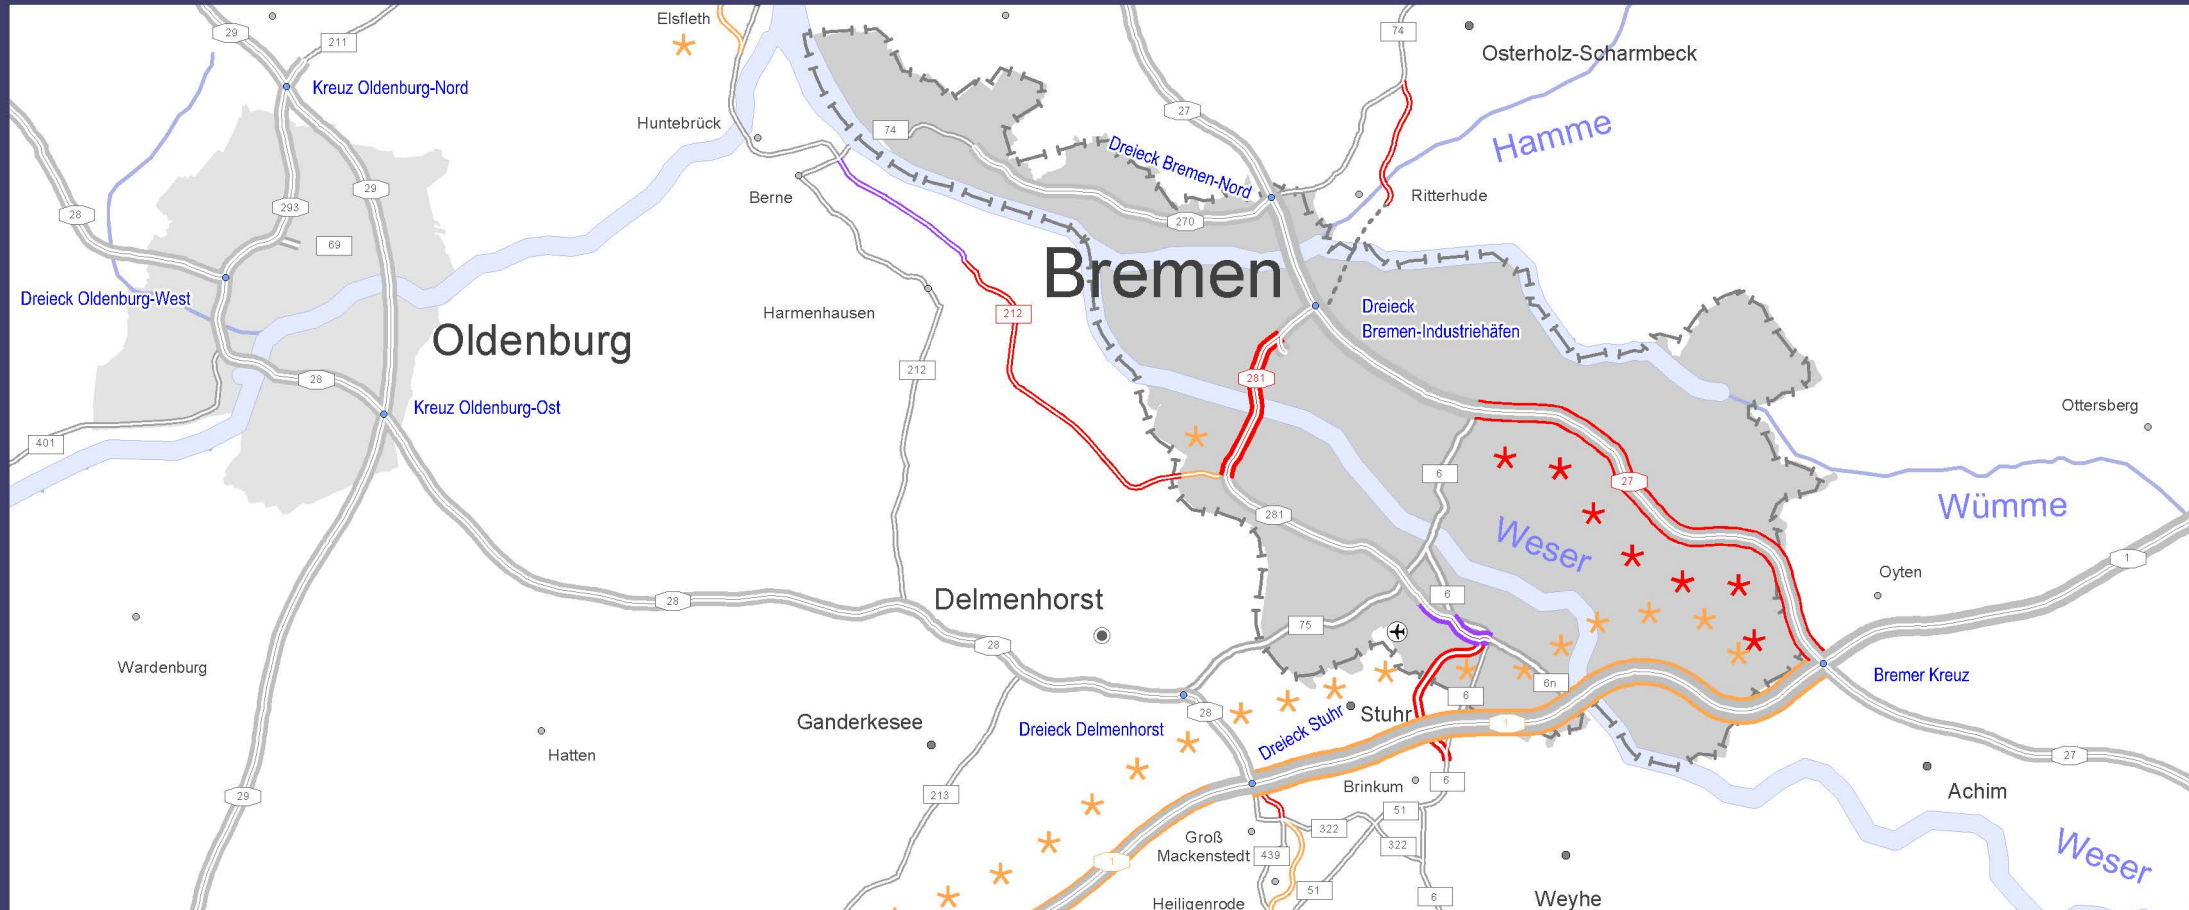 29
211
Elsfleth
74
Osterholz-Scharmbeck
Kreuz Oldenburg-Nord
27
Huntebrück
74
Hamme
Dreieck Bremen-Nord
29
Ritterhude
Berne
293
28
270
69
Bremen
Dreieck Oldenburg-West
Harmenhausen
212
Dreieck
Bremen-Industriehäfen
Oldenburg
212
28
281
Kreuz Oldenburg-Ost
Ottersberg
401
6
27
Wümme
281
Weser
1
Oyten
28
Delmenhorst
6
75
28
Wardenburg
Bremer Kreuz
6n
6
28
Stuhr
1
Ganderkesee
Dreieck Delmenhorst
Dreieck Stuhr
Hatten
27
29
213
Brinkum
6
Achim
51
322
Groß
Mackenstedt
439
322
1
Weser
51
6
Weyhe
Heiligenrode